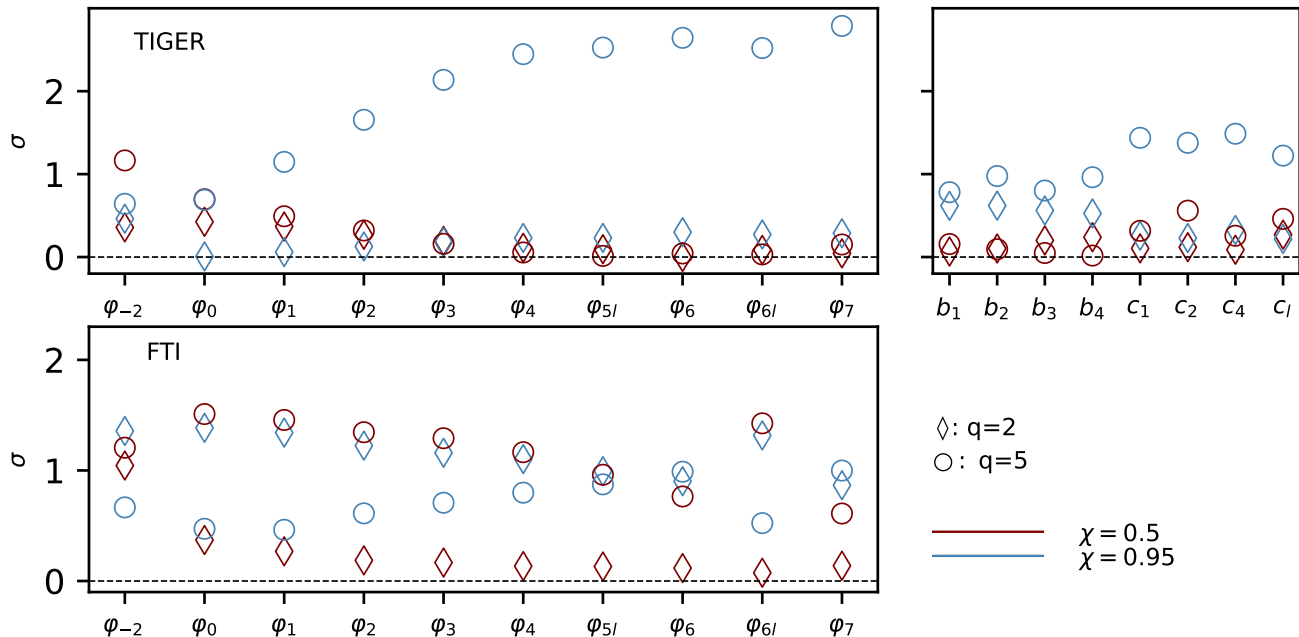 TIGER
2
1
0
σ
φ₋₂ φ₀ φ₁ φ₂ φ₃ φ₄ φ₅ₗ φ₆ φ₆ₗ φ₇
b₁ b₂ b₃ b₄ c₁ c₂ c₄ cₗ
FTI
2
1
0
σ
φ₋₂ φ₀ φ₁ φ₂ φ₃ φ₄ φ₅ₗ φ₆ φ₆ₗ φ₇
◊: q=2
○: q=5
χ = 0.5
χ = 0.95